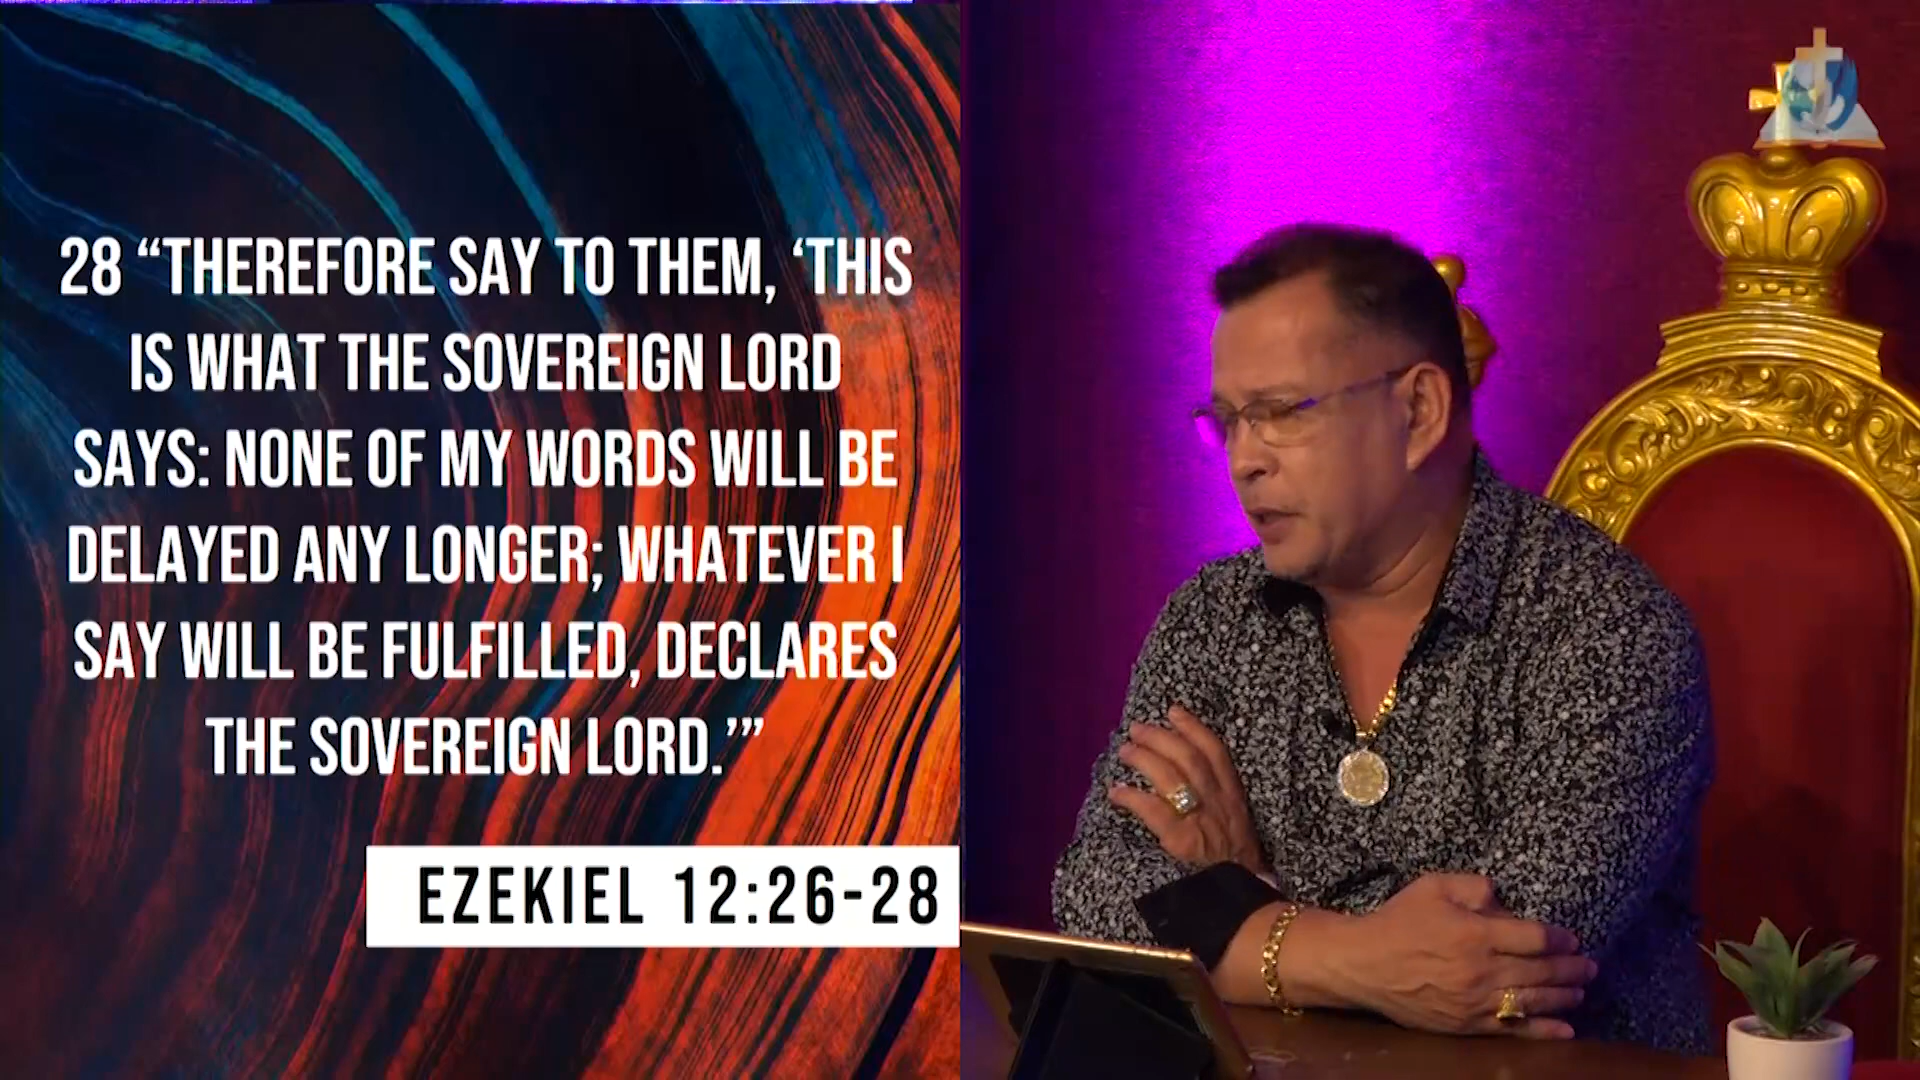 28 “THEREFORE SAY TO THEM, ‘THIS
IS WHAT THE SOVEREIGN LORD
SAYS: NONE OF MY WORDS WILL BE
DELAYED ANY LONGER; WHATEVER I
SAY WILL BE FULFILLED, DECLARES
THE SOVEREIGN LORD.’”
EZEKIEL 12:26-28